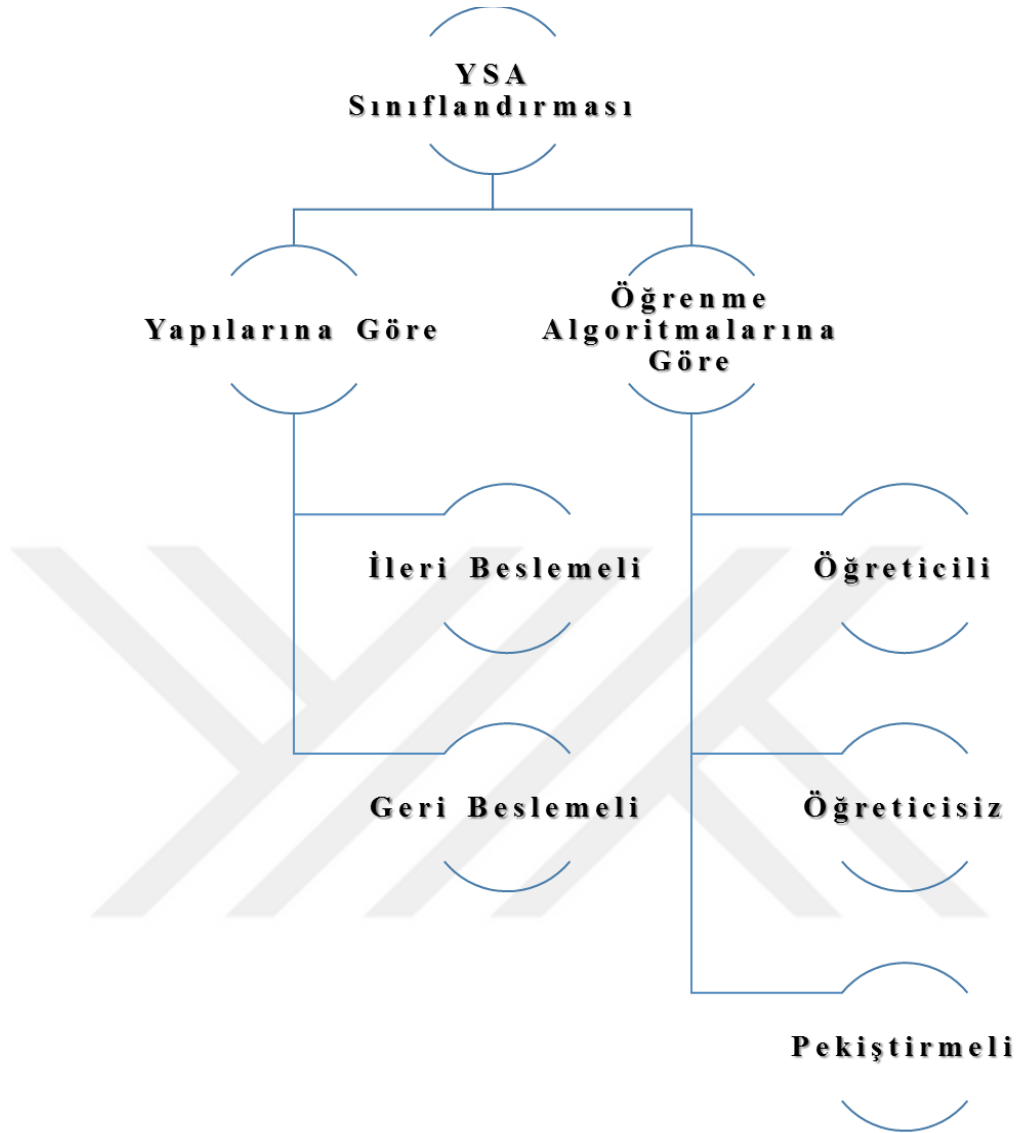 YSA
Sınıflandırması
Yapılarına Göre
Öğrenme
Algoritmalarına
Göre
İleri Beslemeli
Geri Beslemeli
Öğreticili
Öğreticisiz
Pekiştirmeli